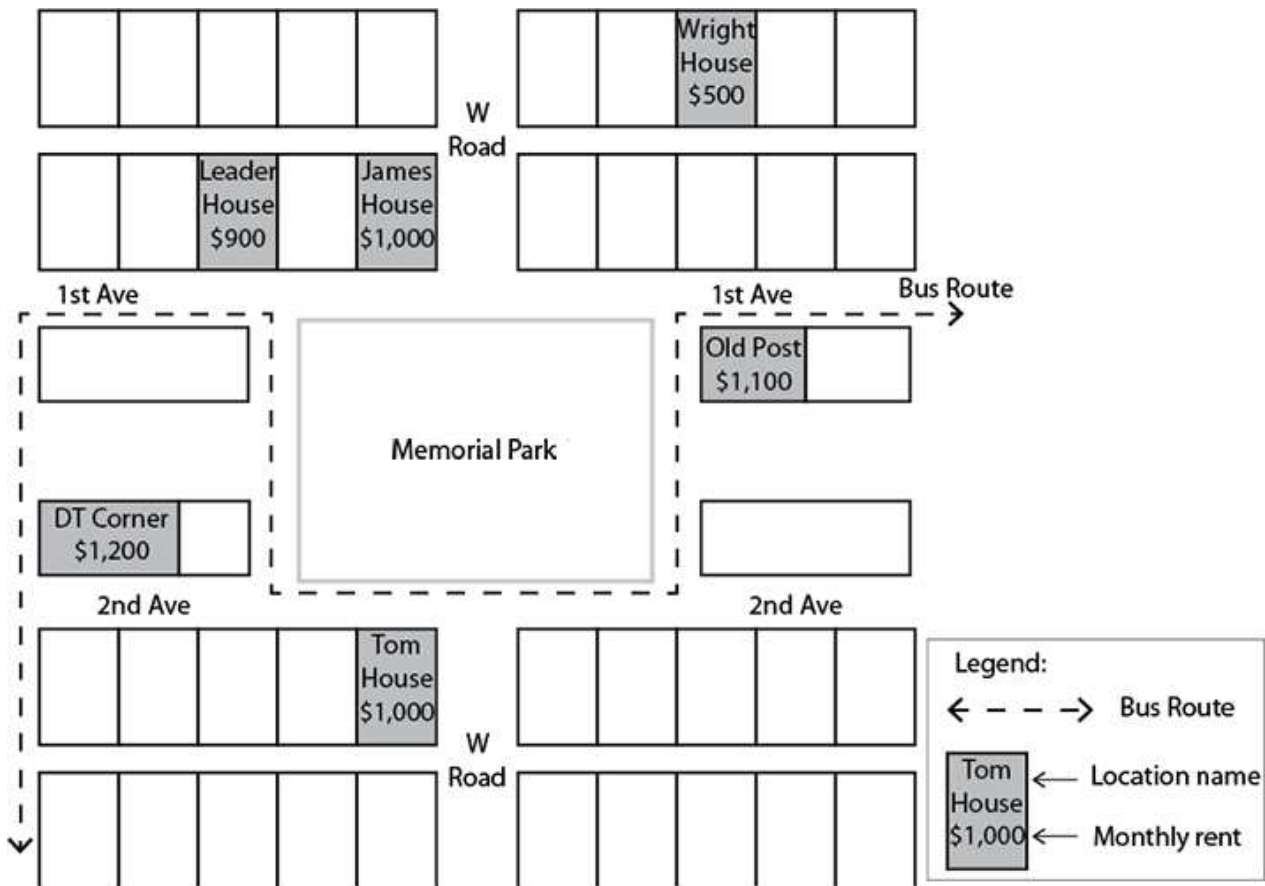 Wright
House
$500
W
Road
Leader
House
$900
James
House
$1,000
1st Ave
1st Ave
Bus Route
Old Post
$1,100
Memorial Park
DT Corner
$1,200
2nd Ave
2nd Ave
Tom
House
$1,000
W
Road
Legend:
Bus Route
Tom
House
$1,000
Location name
Monthly rent